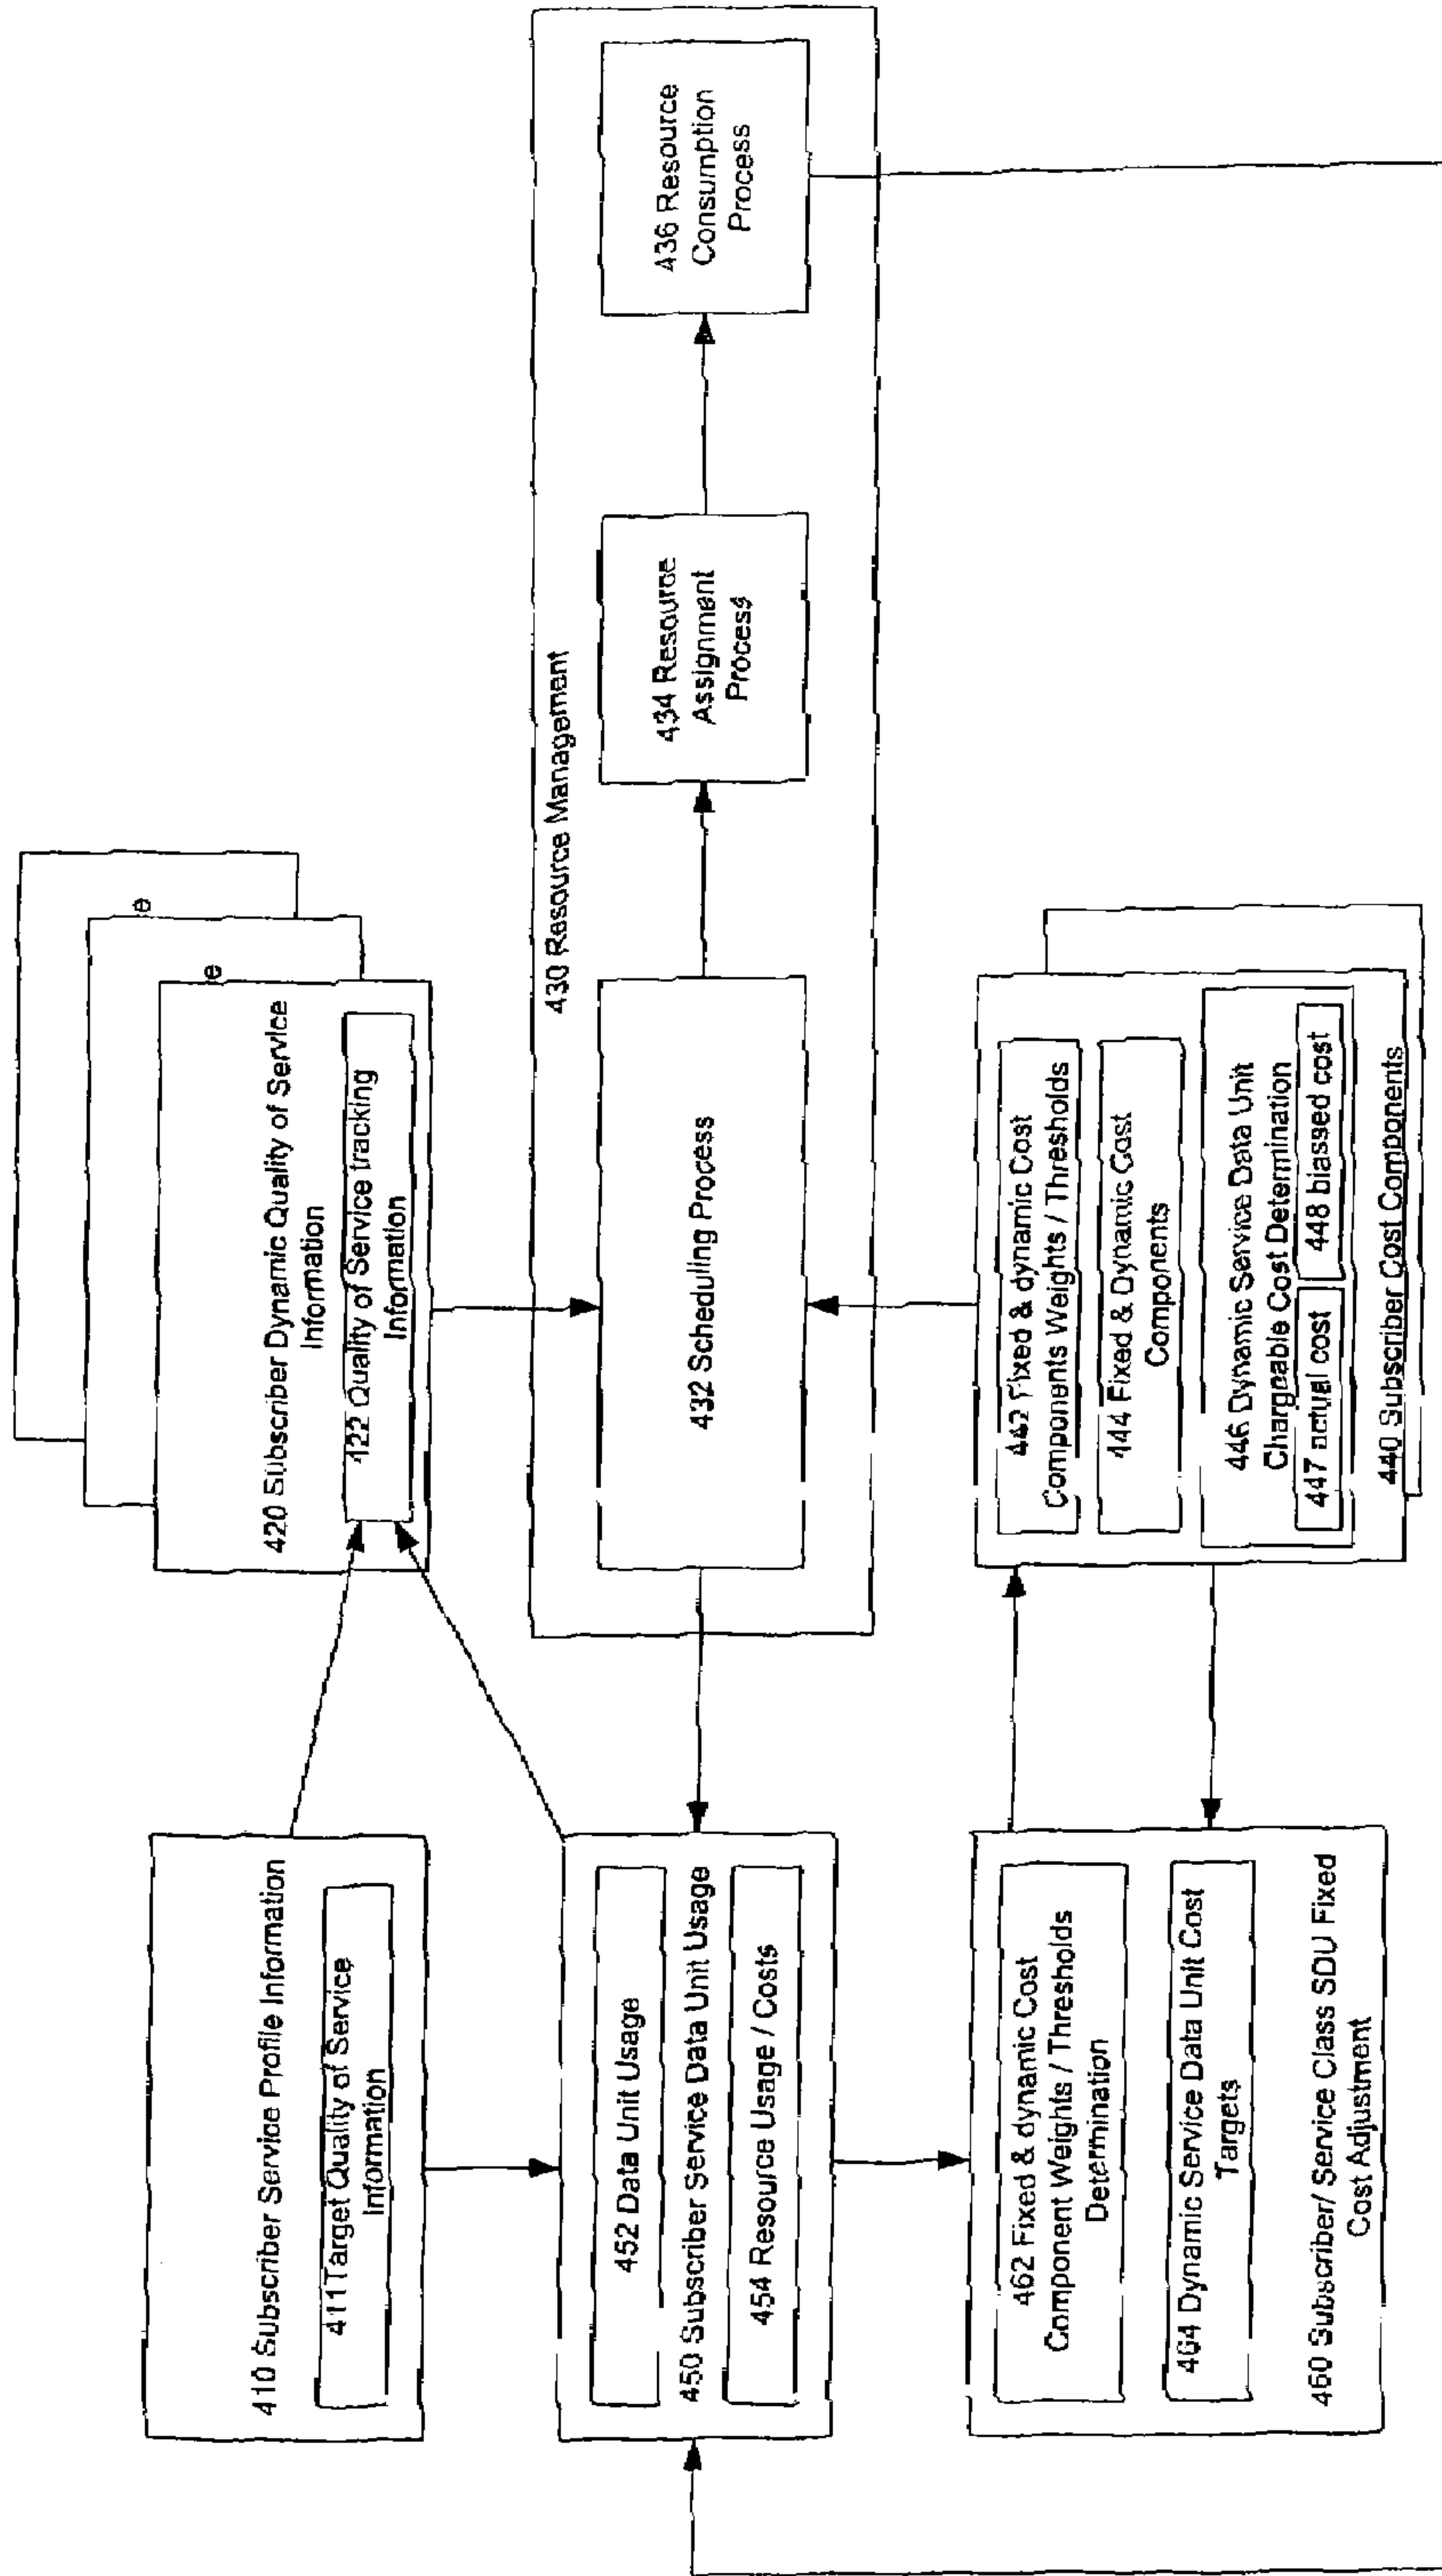 410 Subscriber Service Profile Information
411Target Quality of Service
Information
e
e
420 Subscriber Dynamic Quality of Service
Information
422 Quality of Service tracking
Information
430 Resource Management
452 Data Unit Usage
450 Subscriber Service Data Unit Usage
454 Resource Usage / Costs
432 Scheduling Process
434 Resource
Assignment
Process
436 Resource
Consumption
Process
462 Fixed & dynamic Cost
Component Weights / Thresholds
Determination
464 Dynamic Service Data Unit Cost
Targets
460 Subscriber/ Service Class SDU Fixed
Cost Adjustment
442 Fixed & dynamic Cost
Components Weights / Thresholds
444 Fixed & Dynamic Cost
Components
446 Dynamic Service Data Unit
Chargeable Cost Determination
447 actual cost
448 biassed cost
440 Subscriber Cost Components